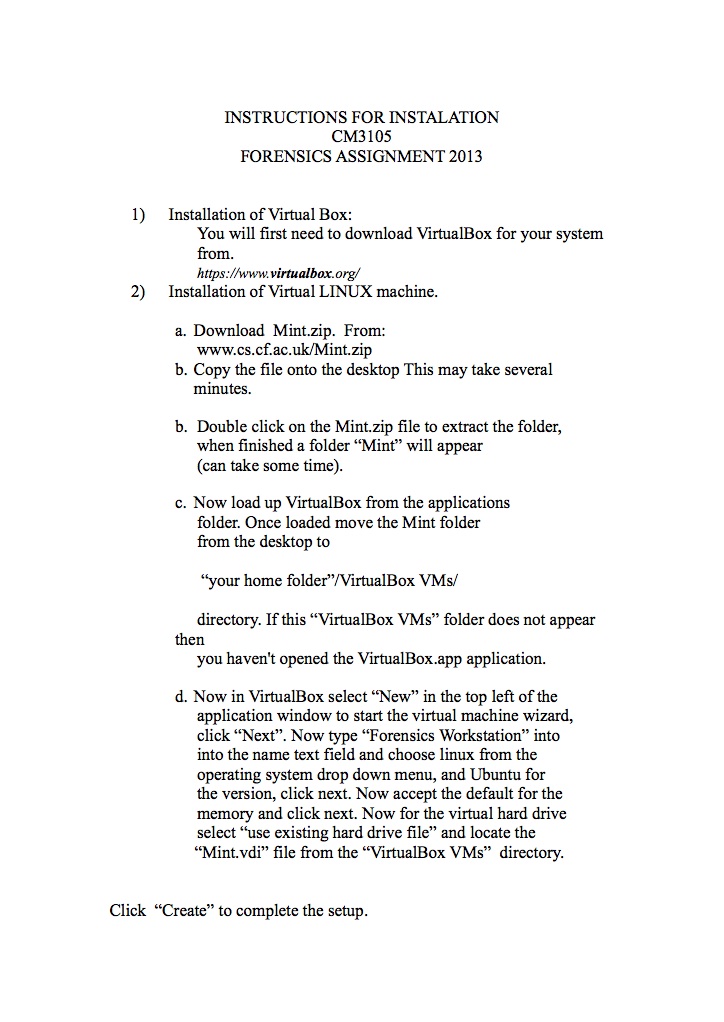 INSTRUCTIONS FOR INSTALATION
CM3105
FORENSICS ASSIGNMENT 2013
1) Installation of Virtual Box:
You will first need to download VirtualBox for your system
from.
https://www.virtualbox.org/
2) Installation of Virtual LINUX machine.
a. Download Mint.zip. From:
www.cs.cf.ac.uk/Mint.zip
b. Copy the file onto the desktop This may take several
minutes.
b. Double click on the Mint.zip file to extract the folder,
when finished a folder “Mint” will appear
(can take some time).
c. Now load up VirtualBox from the applications
folder. Once loaded move the Mint folder
from the desktop to
“your home folder”/VirtualBox VMs/
directory. If this “VirtualBox VMs” folder does not appear
then
you haven't opened the VirtualBox.app application.
d. Now in VirtualBox select “New” in the top left of the
application window to start the virtual machine wizard,
click “Next”. Now type “Forensics Workstation” into
into the name text field and choose linux from the
operating system drop down menu, and Ubuntu for
the version, click next. Now accept the default for the
memory and click next. Now for the virtual hard drive
select “use existing hard drive file” and locate the
“Mint.vdi” file from the “VirtualBox VMs” directory.
Click “Create” to complete the setup.